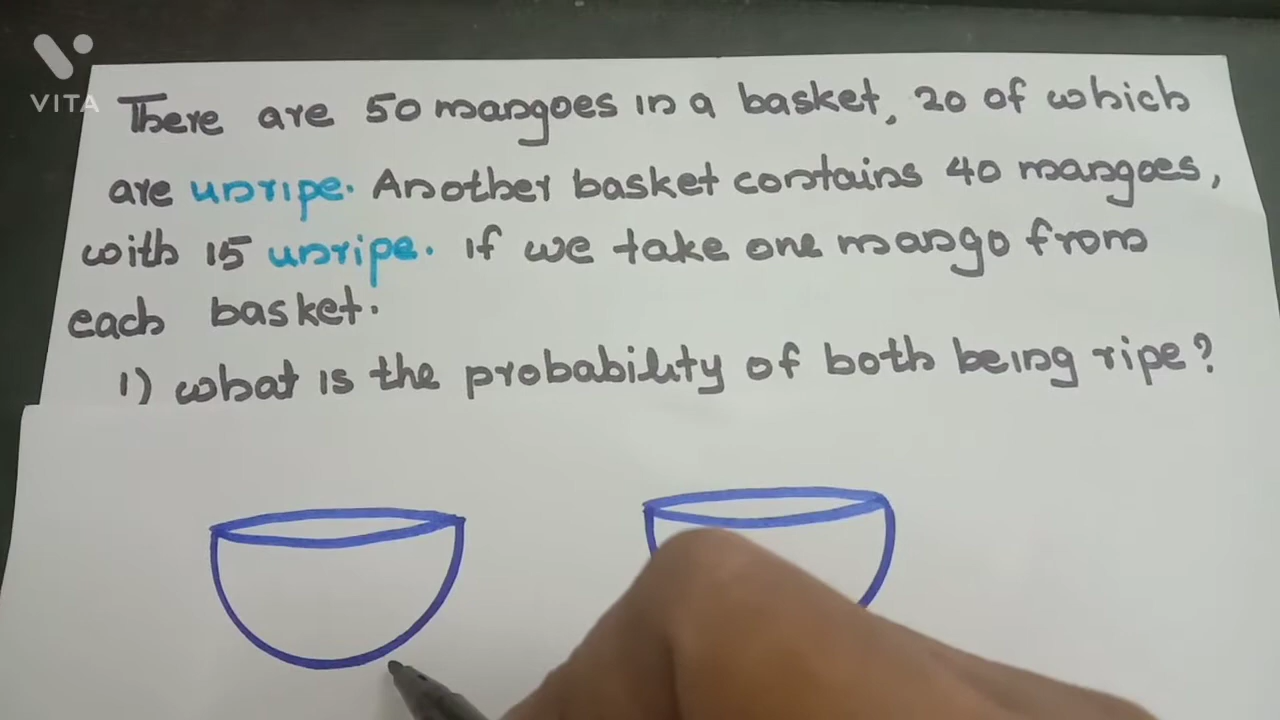 VITA
There are 50 mangoes in a basket, 20 of which
are unripe. Another basket contains 40 mangoes,
with 15 unripe. If we take one mango from
each basket.
1) what is the probability of both being ripe?